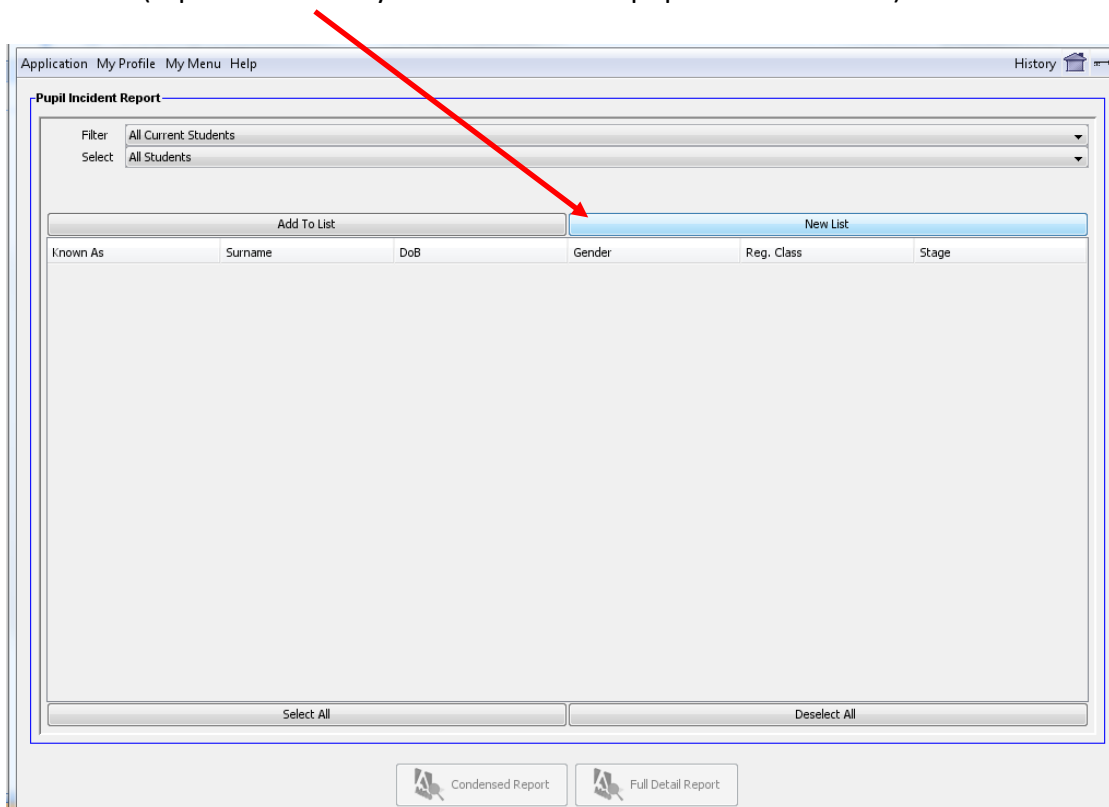 Application My Profile My Menu Help History
Pupil Incident Report
Filter All Current Students
Select All Students
Add To List New List
Known As Surname DoB Gender Reg. Class Stage
Select All Deselect All
Condensed Report Full Detail Report